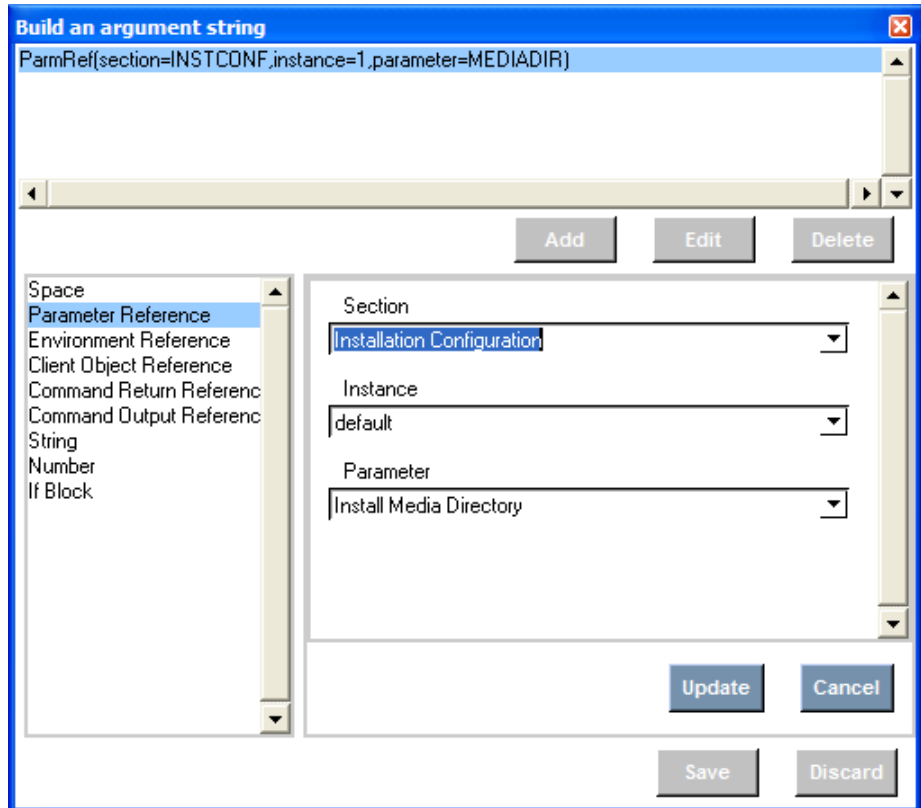 Build an argument string
ParmRef(section=INSTCONF,instance=1,parameter=MEDIADIR)
Add Edit Delete
Space
Parameter Reference
Environment Reference
Client Object Reference
Command Return Referenc
Command Output Referenc
String
Number
If Block
Section
Installation Configuration
Instance
default
Parameter
Install Media Directory
Update Cancel
Save Discard